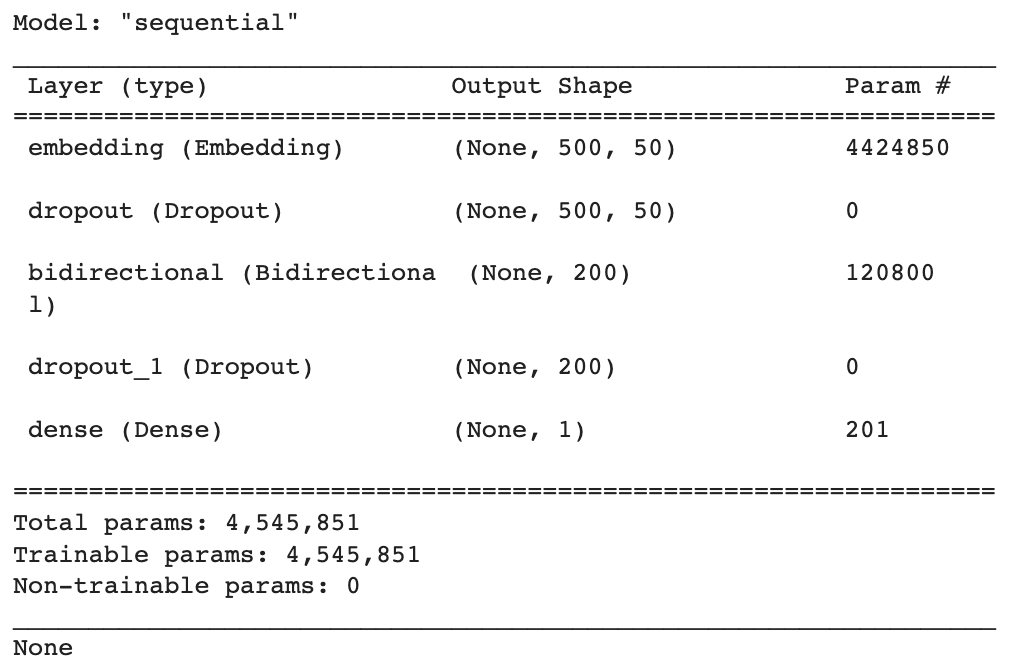 Model: "sequential"
Layer (type) Output Shape Param #
=================================================================
embedding (Embedding) (None, 500, 50) 4424850
dropout (Dropout) (None, 500, 50) 0
bidirectional (Bidirectiona (None, 200) 120800
l)
dropout_1 (Dropout) (None, 200) 0
dense (Dense) (None, 1) 201
=================================================================
Total params: 4,545,851
Trainable params: 4,545,851
Non-trainable params: 0
_________________________________________________________________
None